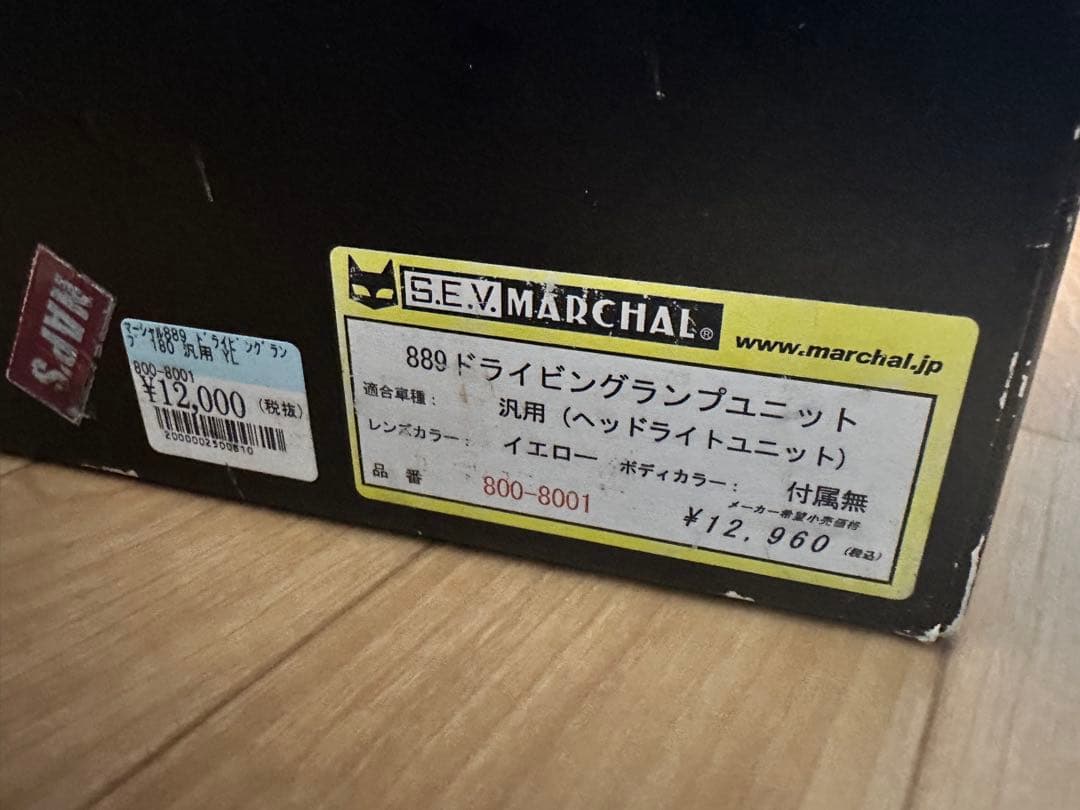 NAP'S
マーシャル889 ドライビングラン
プ 180 汎用 YL
800-8001
¥12,000 (税抜)
2000002500810
S.E.V. MARCHAL®
www.marchal.jp
889ドライビングランプユニット
適合車種： 汎用（ヘッドライトユニット）
レンズカラー： イエロー ボディカラー： 付属無
品番 800-8001
メーカー希望小売価格
¥12,960 (税込)